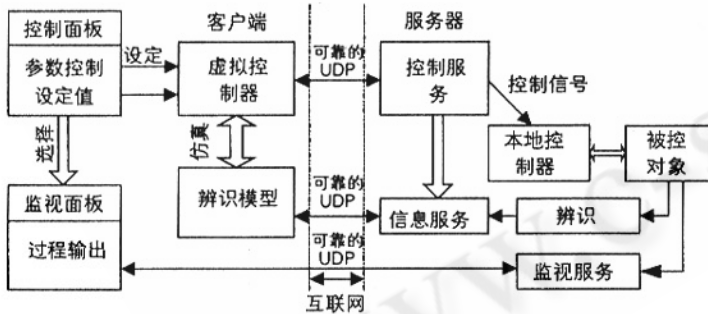 控制面板
参数控制
设定值
设定
客户端
虚拟控
制器
可靠的
UDP
服务器
控制服
务
控制信号
选择
仿真
本地控
制器
被控
对象
监视面板
过程输出
辨识模型
可靠的
UDP
信息服务
辨识
可靠的
UDP
监视服务
互联网